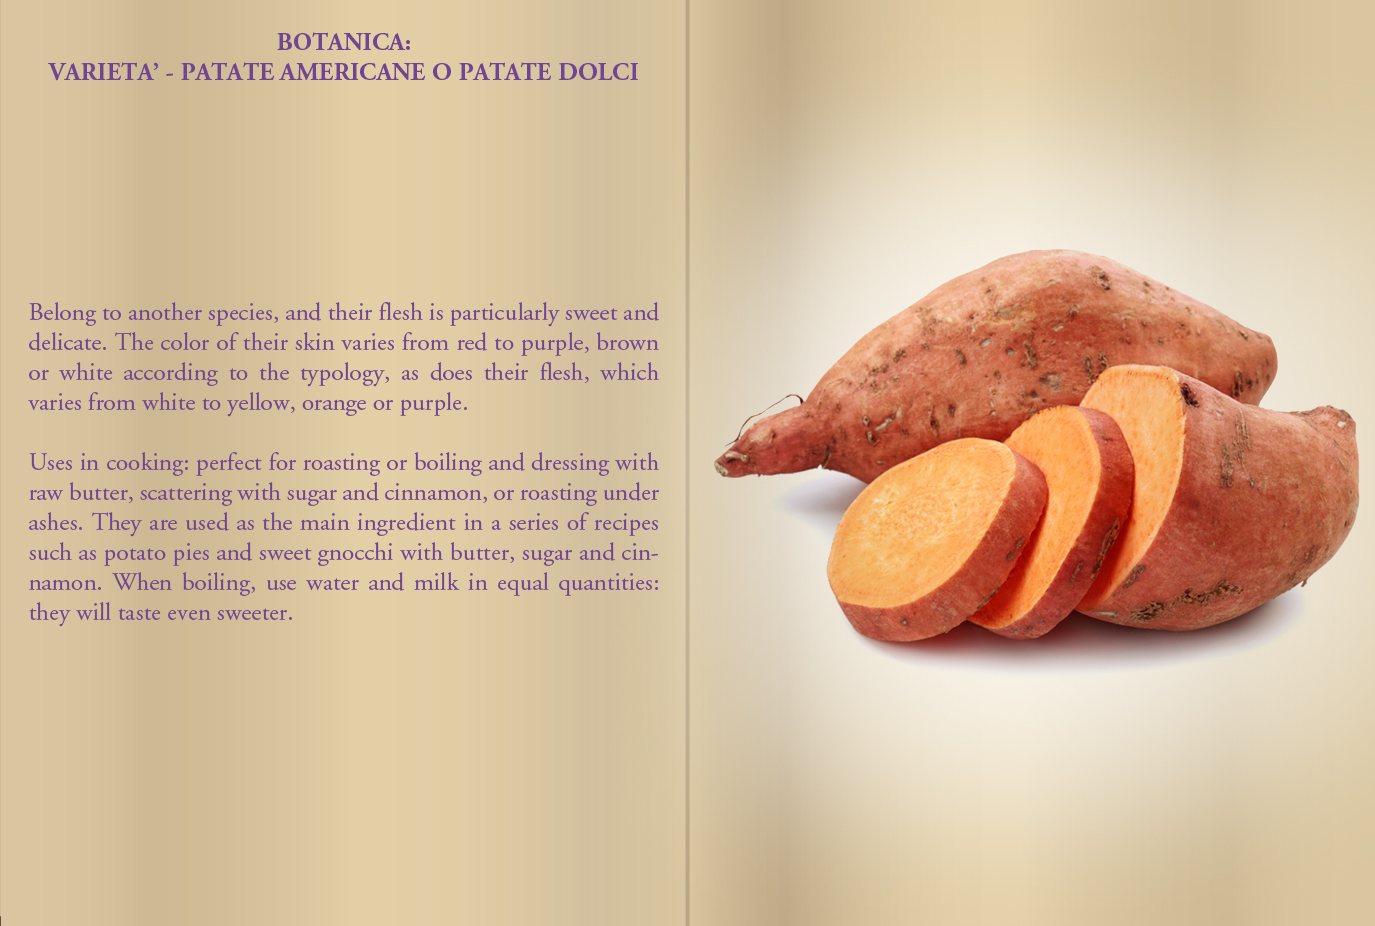 BOTANICA:
VARIETA’ - PATATE AMERICANE O PATATE DOLCI
Belong to another species, and their flesh is particularly sweet and
delicate. The color of their skin varies from red to purple, brown
or white according to the typology, as does their flesh, which
varies from white to yellow, orange or purple.
Uses in cooking: perfect for roasting or boiling and dressing with
raw butter, scattering with sugar and cinnamon, or roasting under
ashes. They are used as the main ingredient in a series of recipes
such as potato pies and sweet gnocchi with butter, sugar and cin-
namon. When boiling, use water and milk in equal quantities:
they will taste even sweeter.